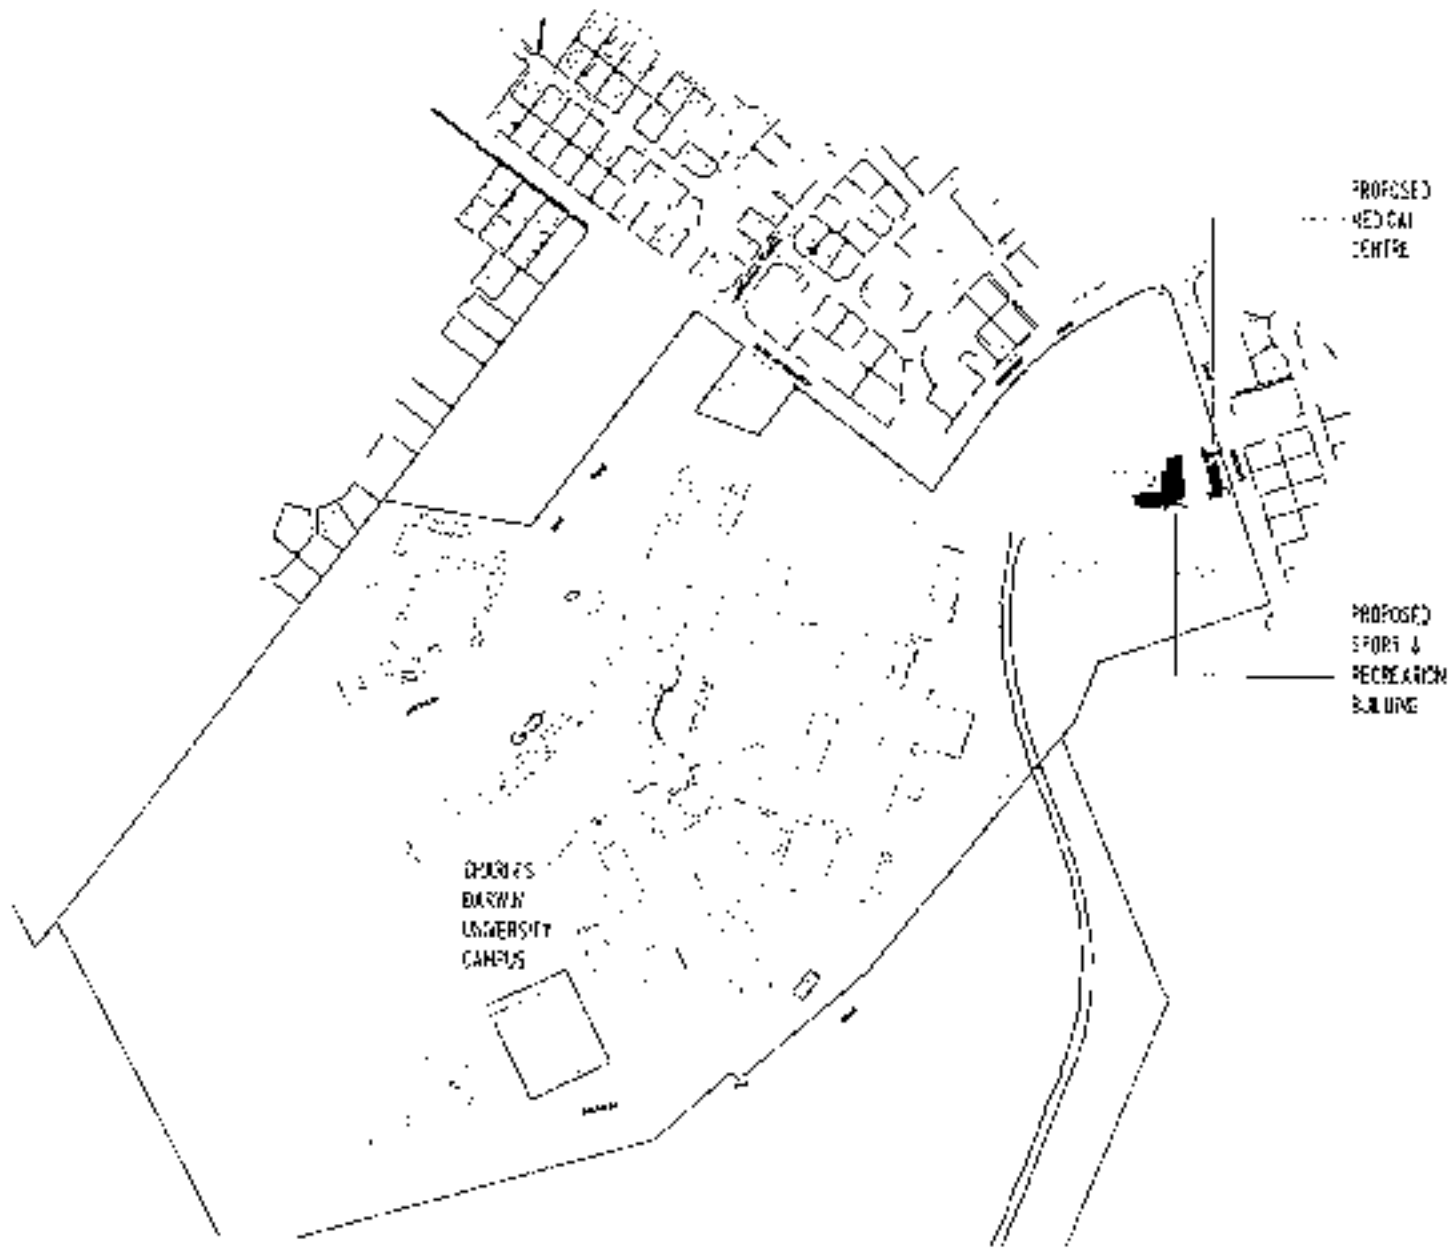 PROPOSED
MEDICAL
CENTRE
PROPOSED
SPORT &
RECREATION
BUILDING
CHARLES
DARWIN
UNIVERSITY
CAMPUS